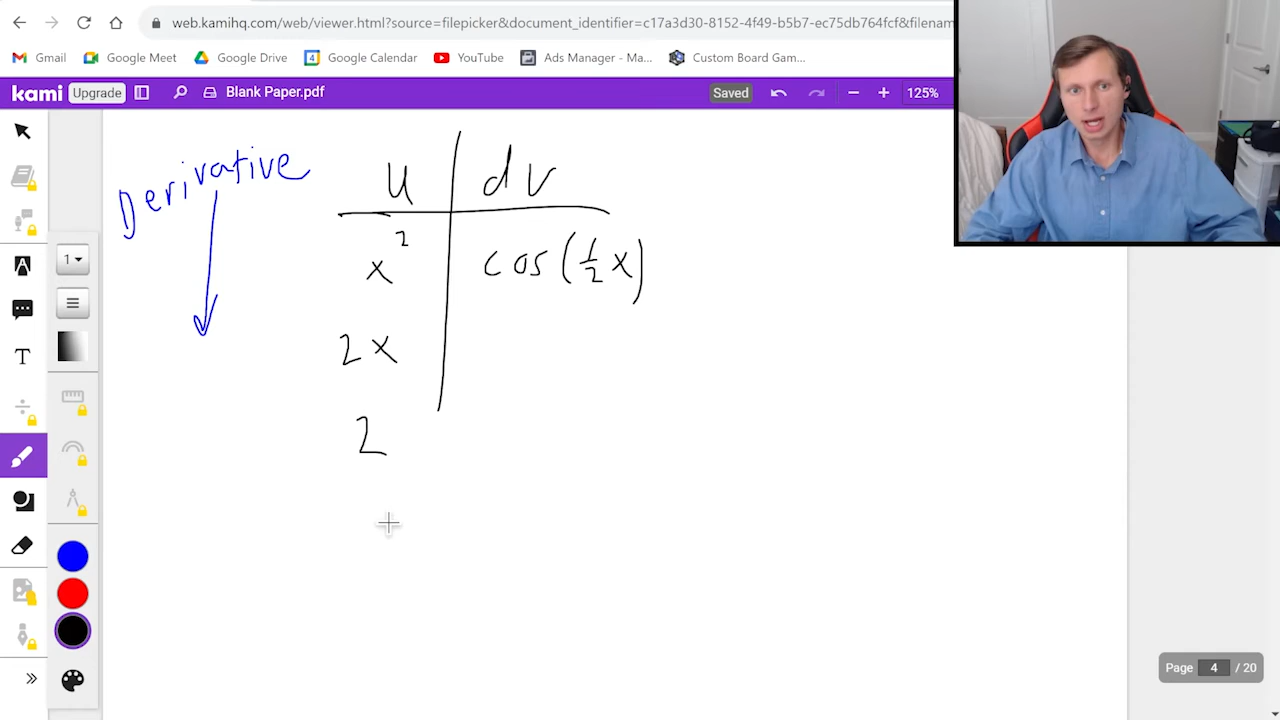 web.kamihq.com/web/viewer.html?source=filepicker&document_identifier=c17a3d30-8152-4f49-b5b7-ec75db764fcf&filenam
Gmail Google Meet Google Drive 4 Google Calendar YouTube Ads Manager - Ma... Custom Board Gam...
kami Upgrade Blank Paper.pdf Saved 125%
Derivative
u dv
x² cos(½x)
2x
2
1
T
Page 4 / 20